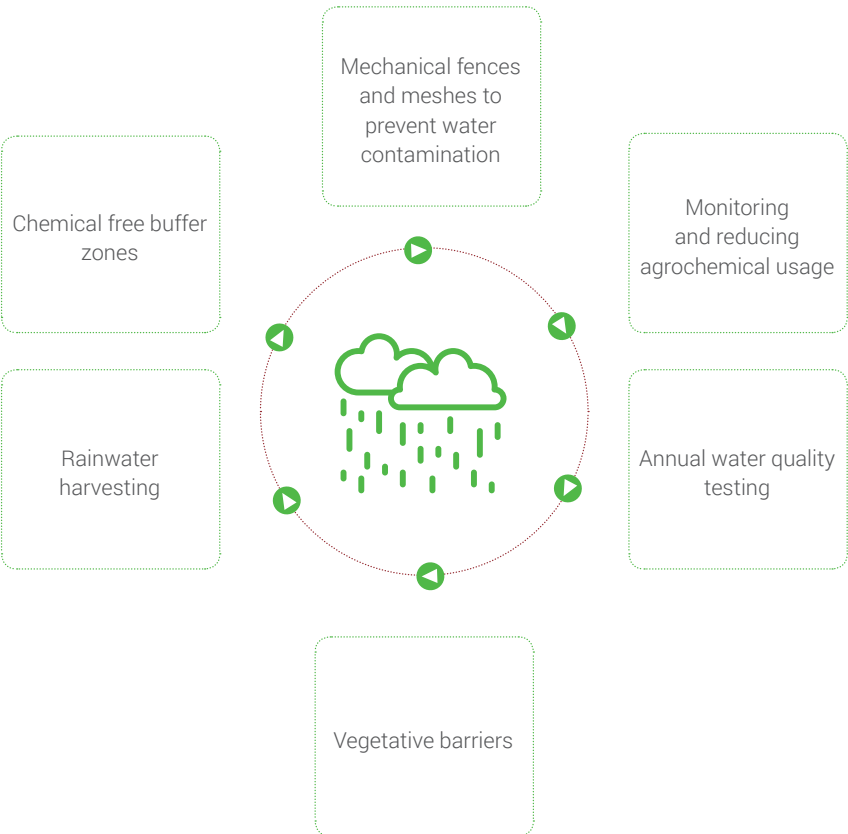 Mechanical fences
and meshes to
prevent water
contamination
Chemical free buffer
zones
Monitoring
and reducing
agrochemical usage
Rainwater
harvesting
Annual water quality
testing
Vegetative barriers